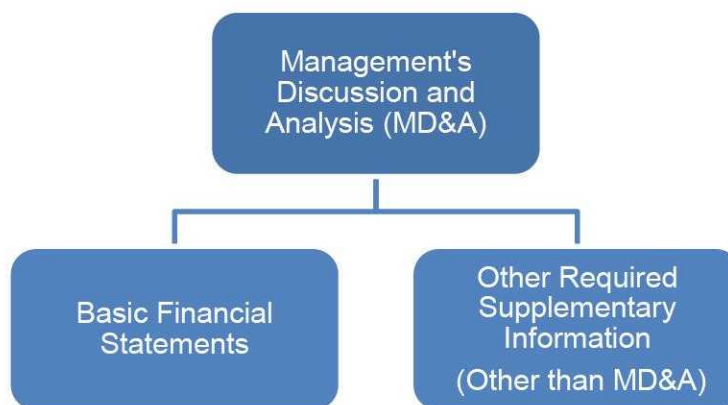 Management's
Discussion and
Analysis (MD&A)
Basic Financial
Statements
Other Required
Supplementary
Information
(Other than MD&A)